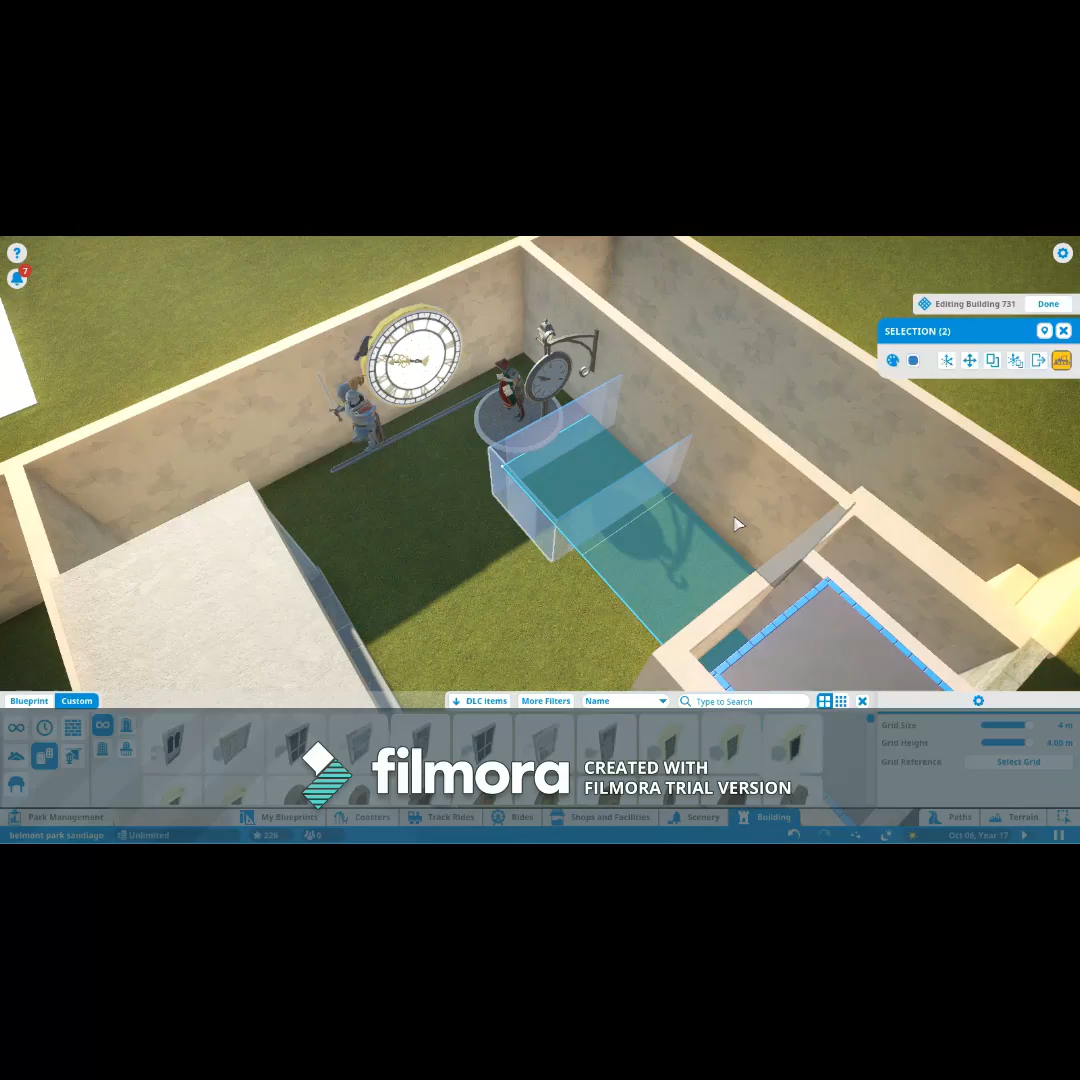 ?
7
Editing Building 731 Done
SELECTION (2)
Blueprint Custom DLC items More Filters Name Type to Search
Grid Size 4 m
Grid Height 4.00 m
Grid Reference Select Grid
filmora CREATED WITH
FILMORA TRIAL VERSION
Park Management My Blueprints Coasters Track Rides Rides Shops and Facilities Scenery Building Paths Terrain
belmont park sandiago Unlimited 226 0 Oct 06, Year 17